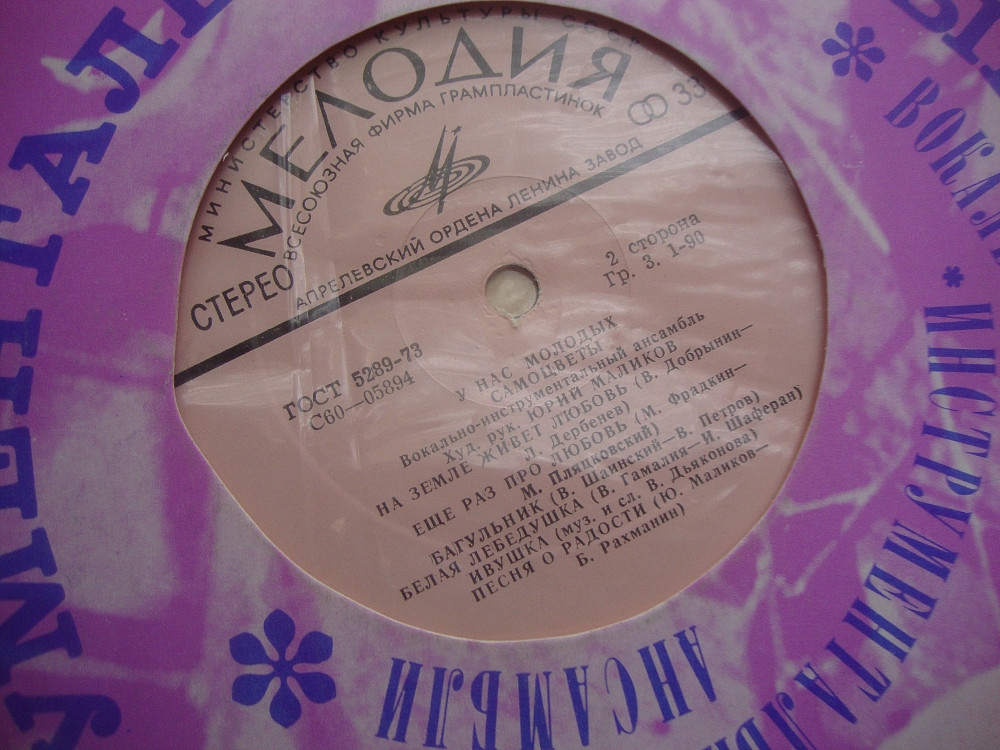 МИНИСТЕРСТВО КУЛЬТУРЫ СССР
МЕЛОДИЯ
ВСЕСОЮЗНАЯ ФИРМА ГРАМПЛАСТИНОК
33
СТЕРЕО
АПРЕЛЕВСКИЙ ОРДЕНА ЛЕНИНА ЗАВОД
2 сторона
Гр. 3. 1-90
ГОСТ 5289-73
С60—05894
У НАС МОЛОДЫХ
САМОЦВЕТЫ
Вокально-инструментальный ансамбль
Худ. рук. ЮРИЙ МАЛИКОВ
НА ЗЕМЛЕ ЖИВЕТ ЛЮБОВЬ (В. Добрынин—
Л. Дербенев)
ЕЩЕ РАЗ ПРО ЛЮБОВЬ (М. Фрадкин—
М. Пляцковский)
БАГУЛЬНИК (В. Шаинский—В. Петров)
БЕЛАЯ ЛЕБЕДУШКА (В. Гамалия—И. Шаферан)
ИВУШКА (муз. и сл. В. Дьяконова)
ПЕСНЯ О РАДОСТИ (Ю. Маликов—
Б. Рахманин)
АНСАМБЛИ